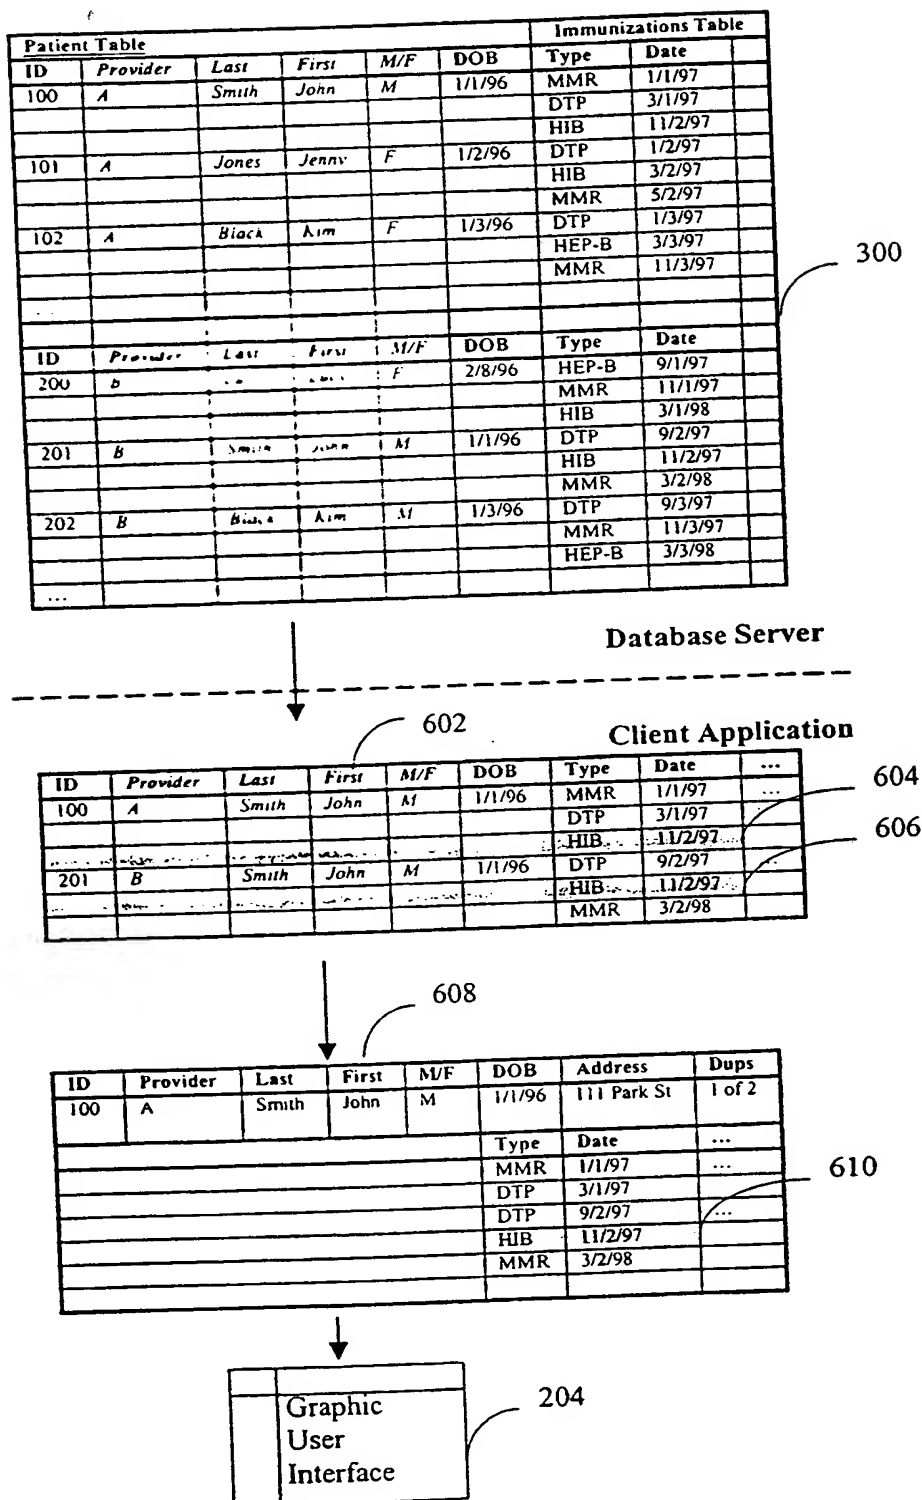 Patient Table Immunizations Table
ID Provider Last First M/F DOB Type Date
100 A Smith John M 1/1/96 MMR 1/1/97
DTP 3/1/97
HIB 11/2/97
101 A Jones Jenny F 1/2/96 DTP 1/2/97
HIB 3/2/97
MMR 5/2/97
102 A Black Kim F 1/3/96 DTP 1/3/97
HEP-B 3/3/97
MMR 11/3/97
300
ID Provider Last First M/F DOB Type Date
200 B F 2/8/96 HEP-B 9/1/97
MMR 11/1/97
HIB 3/1/98
201 B Smith John M 1/1/96 DTP 9/2/97
HIB 11/2/97
MMR 3/2/98
202 B Black Kim M 1/3/96 DTP 9/3/97
MMR 11/3/97
HEP-B 3/3/98
...
Database Server
602
Client Application
ID Provider Last First M/F DOB Type Date ...
100 A Smith John M 1/1/96 MMR 1/1/97 ...
604
DTP 3/1/97
HIB 11/2/97
606
201 B Smith John M 1/1/96 DTP 9/2/97
HIB 11/2/97
MMR 3/2/98
608
ID Provider Last First M/F DOB Address Dups
100 A Smith John M 1/1/96 111 Park St 1 of 2
Type Date ...
MMR 1/1/97 ...
610
DTP 3/1/97
DTP 9/2/97 ...
HIB 11/2/97
MMR 3/2/98
204
Graphic
User
Interface